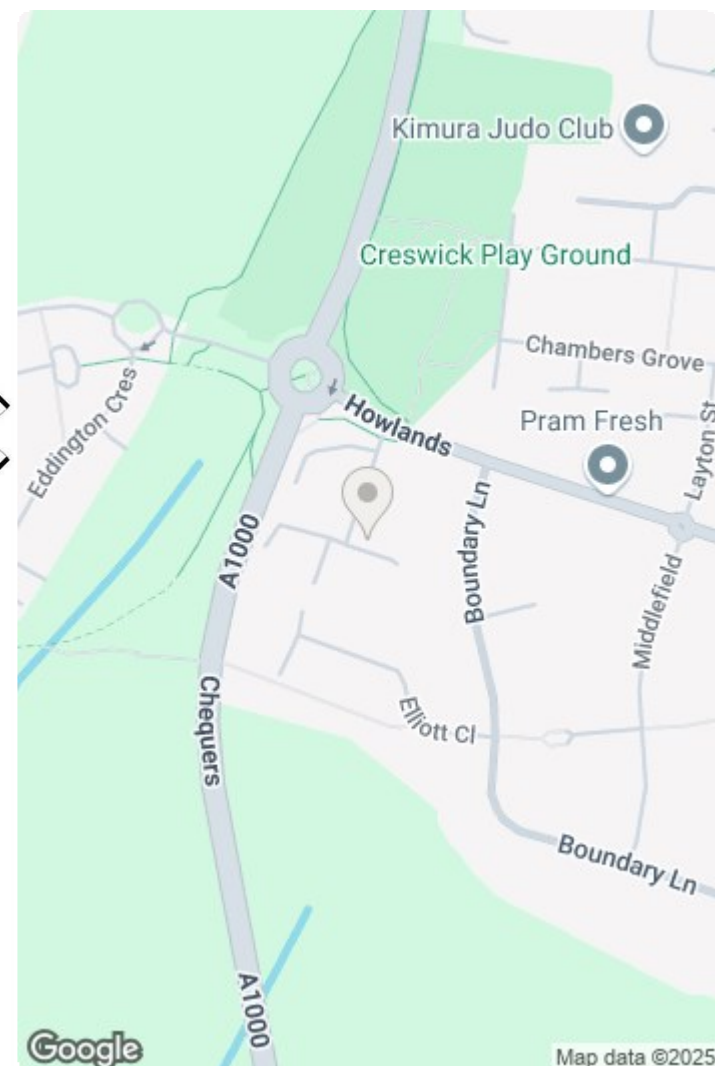 Kimura Judo Club
Creswick Play Ground
Chambers Grove
Howlands
Pram Fresh
Layton St
Eddington Cres
A1000
Boundary Ln
Middlefield
Chequers
Elliott Cl
Boundary Ln
A1000
Google
Map data ©2025